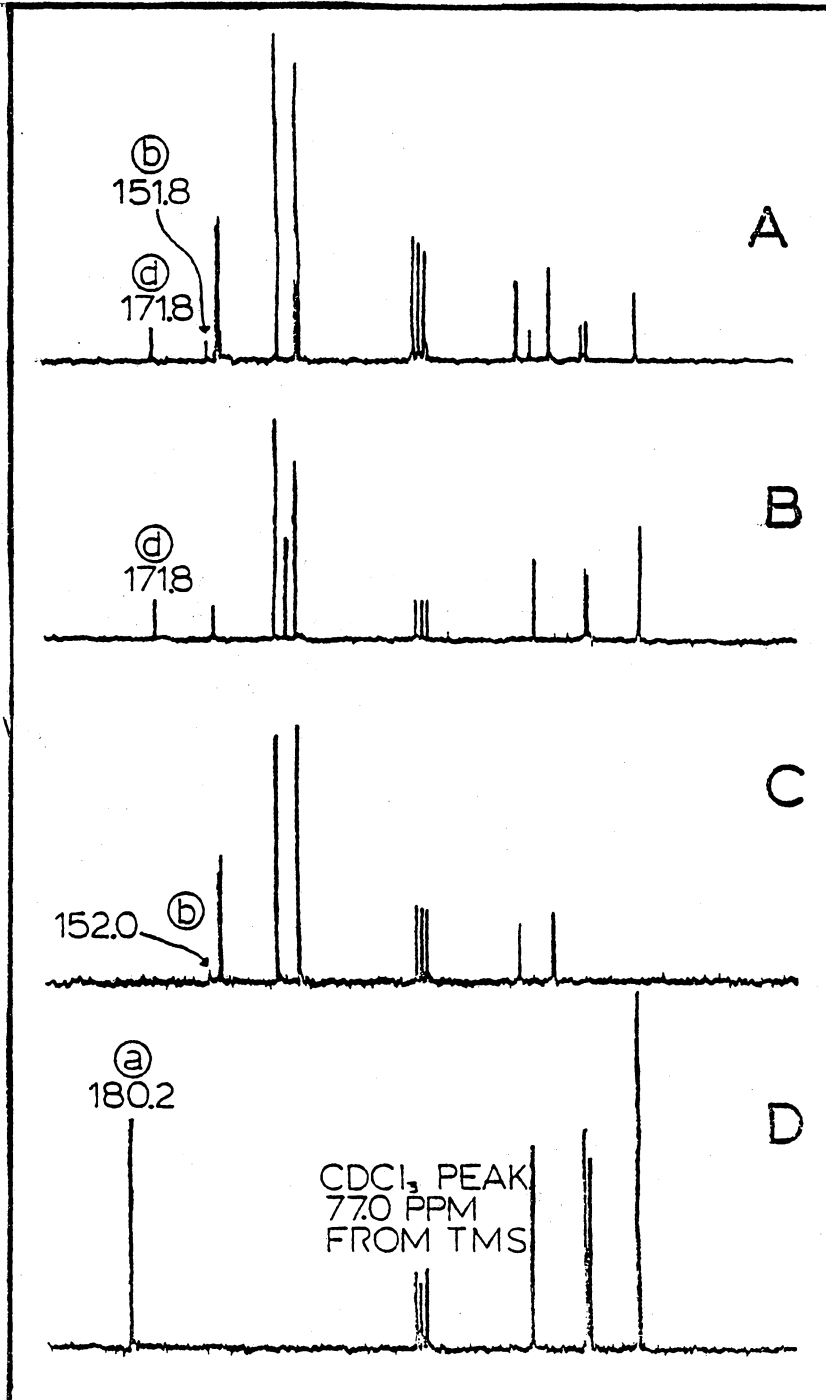 b
151.8
d
171.8
A
B
d
171.8
C
b
152.0
a
180.2
D
CDCl₃ PEAK
77.0 PPM
FROM TMS